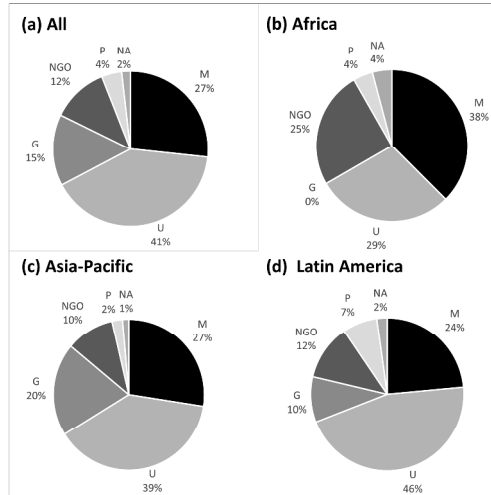 (a) All
P
4%
NA
2%
NGO
12%
M
27%
G
15%
U
41%
(b) Africa
P
4%
NA
4%
M
38%
NGO
25%
G
0%
U
29%
(c) Asia-Pacific
P
2%
NA
1%
NGO
10%
M
27%
G
20%
U
39%
(d) Latin America
P
7%
NA
2%
NGO
12%
M
24%
G
10%
U
46%